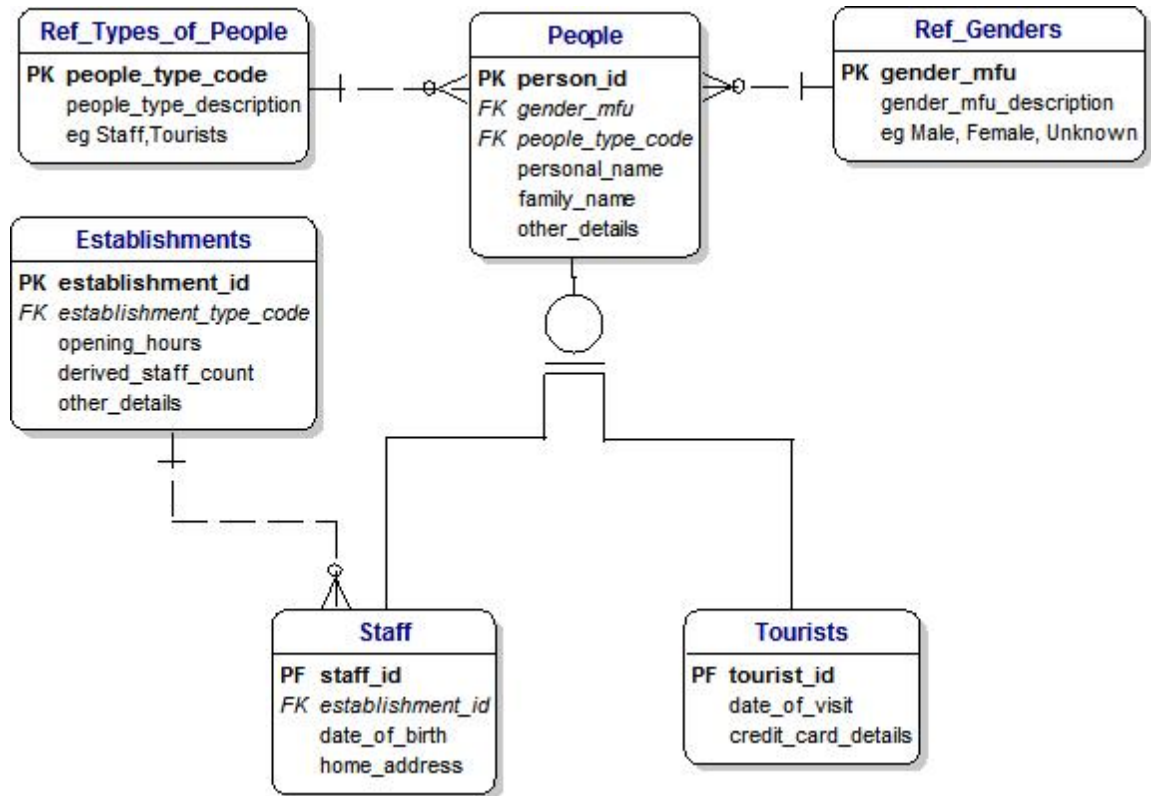 Ref_Types_of_People
PK people_type_code
people_type_description
eg Staff,Tourists
People
PK person_id
FK gender_mfu
FK people_type_code
personal_name
family_name
other_details
Ref_Genders
PK gender_mfu
gender_mfu_description
eg Male, Female, Unknown
Establishments
PK establishment_id
FK establishment_type_code
opening_hours
derived_staff_count
other_details
Staff
PF staff_id
FK establishment_id
date_of_birth
home_address
Tourists
PF tourist_id
date_of_visit
credit_card_details